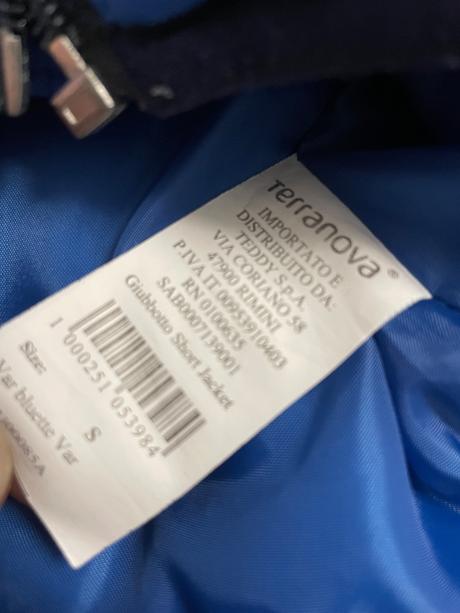 Terranova®
IMPORTATO E
DISTRIBUITO DA:
TEDDY S.P.A.
VIA CORIANO 58
47900 RIMINI
P.IVA IT 00953910403
RN 0100635
SAB0007139001
Giubbotto Short Jacket
1 000251 053984
Size: S
Var bluette Var